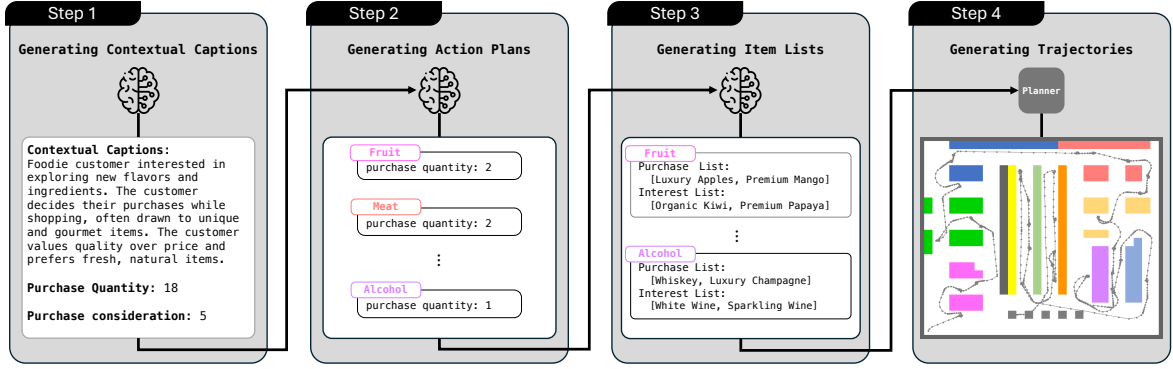 Step 1
Generating Contextual Captions
Contextual Captions:
Foodie customer interested in
exploring new flavors and
ingredients. The customer
decides their purchases while
shopping, often drawn to unique
and gourmet items. The customer
values quality over price and
prefers fresh, natural items.
Purchase Quantity: 18
Purchase consideration: 5
Step 2
Generating Action Plans
Fruit
purchase quantity: 2
Meat
purchase quantity: 2
⋮
Alcohol
purchase quantity: 1
Step 3
Generating Item Lists
Fruit
Purchase List:
[Luxury Apples, Premium Mango]
Interest List:
[Organic Kiwi, Premium Papaya]
⋮
Alcohol
Purchase List:
[Whiskey, Luxury Champagne]
Interest List:
[White Wine, Sparkling Wine]
Step 4
Generating Trajectories
Planner